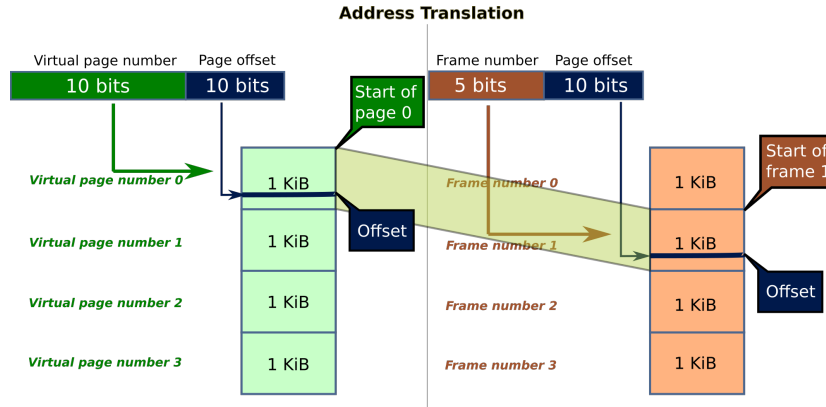 Address Translation
Virtual page number
Page offset
10 bits
10 bits
Frame number
Page offset
5 bits
10 bits
Start of
page 0
Virtual page number 0
1 KiB
Offset
Virtual page number 1
1 KiB
Virtual page number 2
1 KiB
Virtual page number 3
1 KiB
Start of
frame 1
Frame number 0
1 KiB
Frame number 1
1 KiB
Offset
Frame number 2
1 KiB
Frame number 3
1 KiB